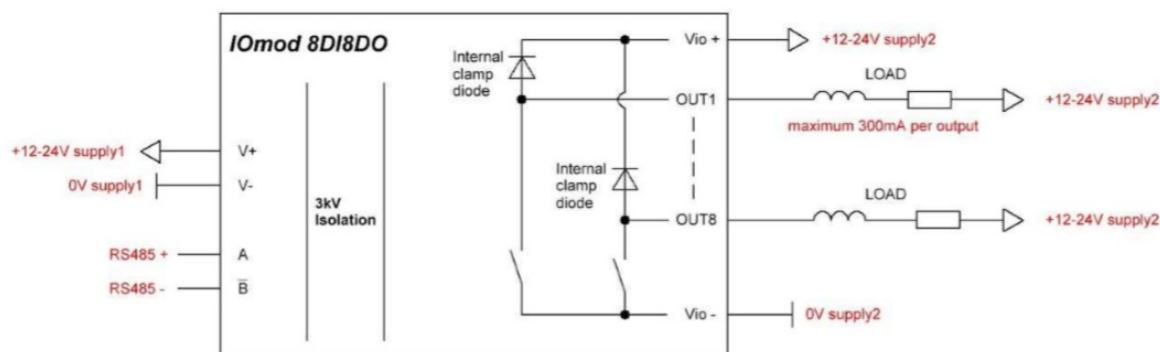 IOmod 8DI8DO
Internal
clamp
diode
Vio +
+12-24V supply2
LOAD
OUT1
+12-24V supply2
maximum 300mA per output
+12-24V supply1
V+
0V supply1
V-
3kV
Isolation
Internal
clamp
diode
LOAD
OUT8
+12-24V supply2
RS485 +
A
RS485 -
B̅
Vio -
0V supply2